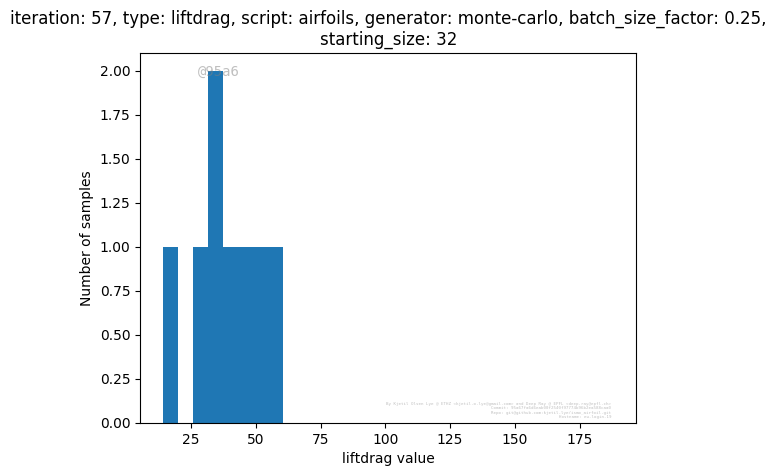 iteration: 57, type: liftdrag, script: airfoils, generator: monte-carlo, batch_size_factor: 0.25,
starting_size: 32
@95a6
2.00
1.75
1.50
1.25
1.00
0.75
0.50
0.25
0.00
Number of samples
25 50 75 100 125 150 175
liftdrag value